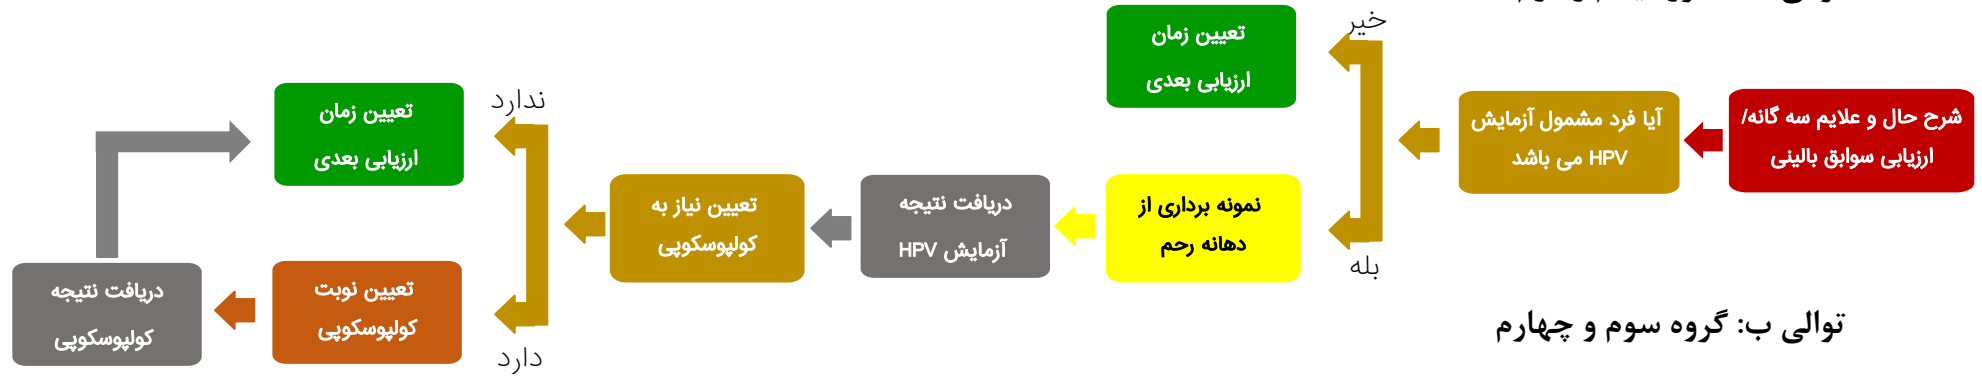 خیر
تعیین زمان
ارزیابی بعدی
شرح حال و علایم سه گانه/
ارزیابی سوابق بالینی
آیا فرد مشمول آزمایش
HPV می باشد
بله
نمونه برداری از
دهانه رحم
دریافت نتیجه
آزمایش HPV
تعیین نیاز به
کولپوسکوپی
ندارد
تعیین زمان
ارزیابی بعدی
دارد
تعیین نوبت
کولپوسکوپی
دریافت نتیجه
کولپوسکوپی
توالی ب: گروه سوم و چهارم